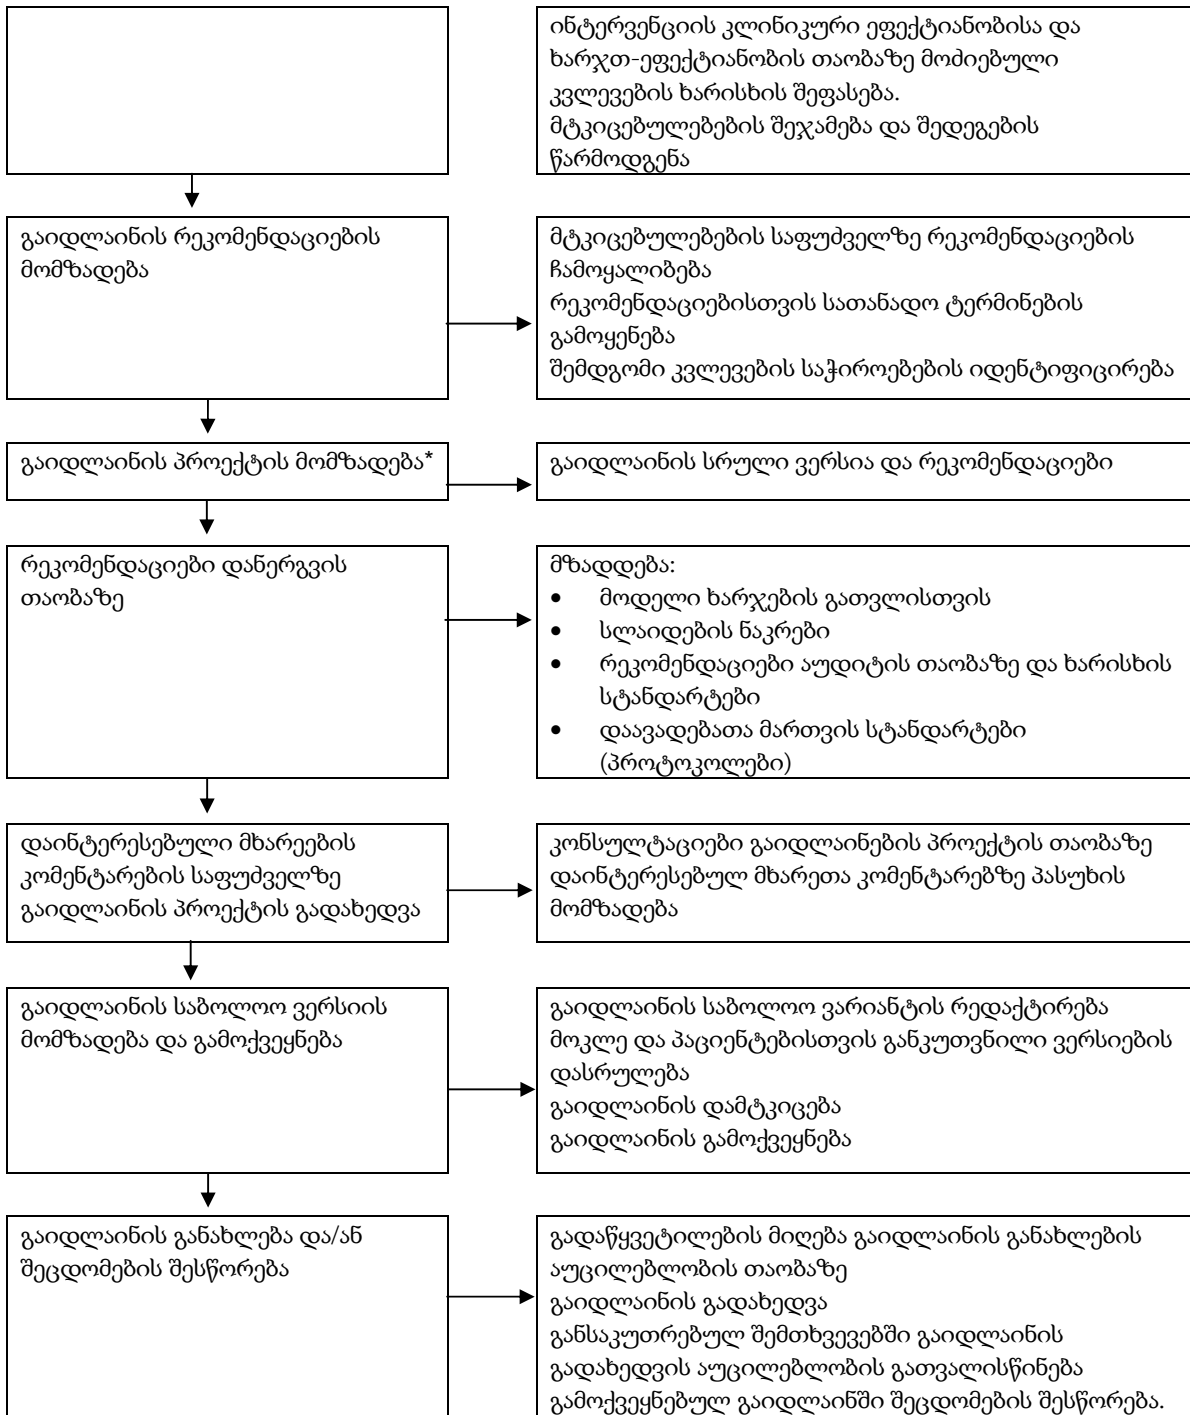 ინტერვენციის კლინიკური ეფექტიანობისა და
ხარჯთ-ეფექტიანობის თაობაზე მოძიებული
კვლევების ხარისხის შეფასება.
მტკიცებულებების შეჯამება და შედეგების
წარმოდგენა
გაიდლაინის რეკომენდაციების
მომზადება
მტკიცებულებების საფუძველზე რეკომენდაციების
ჩამოყალიბება
რეკომენდაციებისთვის სათანადო ტერმინების
გამოყენება
შემდგომი კვლევების საჭიროებების იდენტიფიცირება
გაიდლაინის პროექტის მომზადება*
გაიდლაინის სრული ვერსია და რეკომენდაციები
რეკომენდაციები დანერგვის
თაობაზე
მზადდება:
• მოდელი ხარჯების გათვლისთვის
• სლაიდების ნაკრები
• რეკომენდაციები აუდიტის თაობაზე და ხარისხის
სტანდარტები
• დაავადებათა მართვის სტანდარტები
(პროტოკოლები)
დაინტერესებული მხარეების
კომენტარების საფუძველზე
გაიდლაინის პროექტის გადახედვა
კონსულტაციები გაიდლაინების პროექტის თაობაზე
დაინტერესებულ მხარეთა კომენტარებზე პასუხის
მომზადება
გაიდლაინის საბოლოო ვერსიის
მომზადება და გამოქვეყნება
გაიდლაინის საბოლოო ვარიანტის რედაქტირება
მოკლე და პაციენტებისთვის განკუთვნილი ვერსიების
დასრულება
გაიდლაინის დამტკიცება
გაიდლაინის გამოქვეყნება
გაიდლაინის განახლება და/ან
შეცდომების შესწორება
გადაწყვეტილების მიღება გაიდლაინის განახლების
აუცილებლობის თაობაზე
გაიდლაინის გადახედვა
განსაკუთრებულ შემთხვევებში გაიდლაინის
გადახედვის აუცილებლობის გათვალისწინება
გამოქვეყნებულ გაიდლაინში შეცდომების შესწორება.